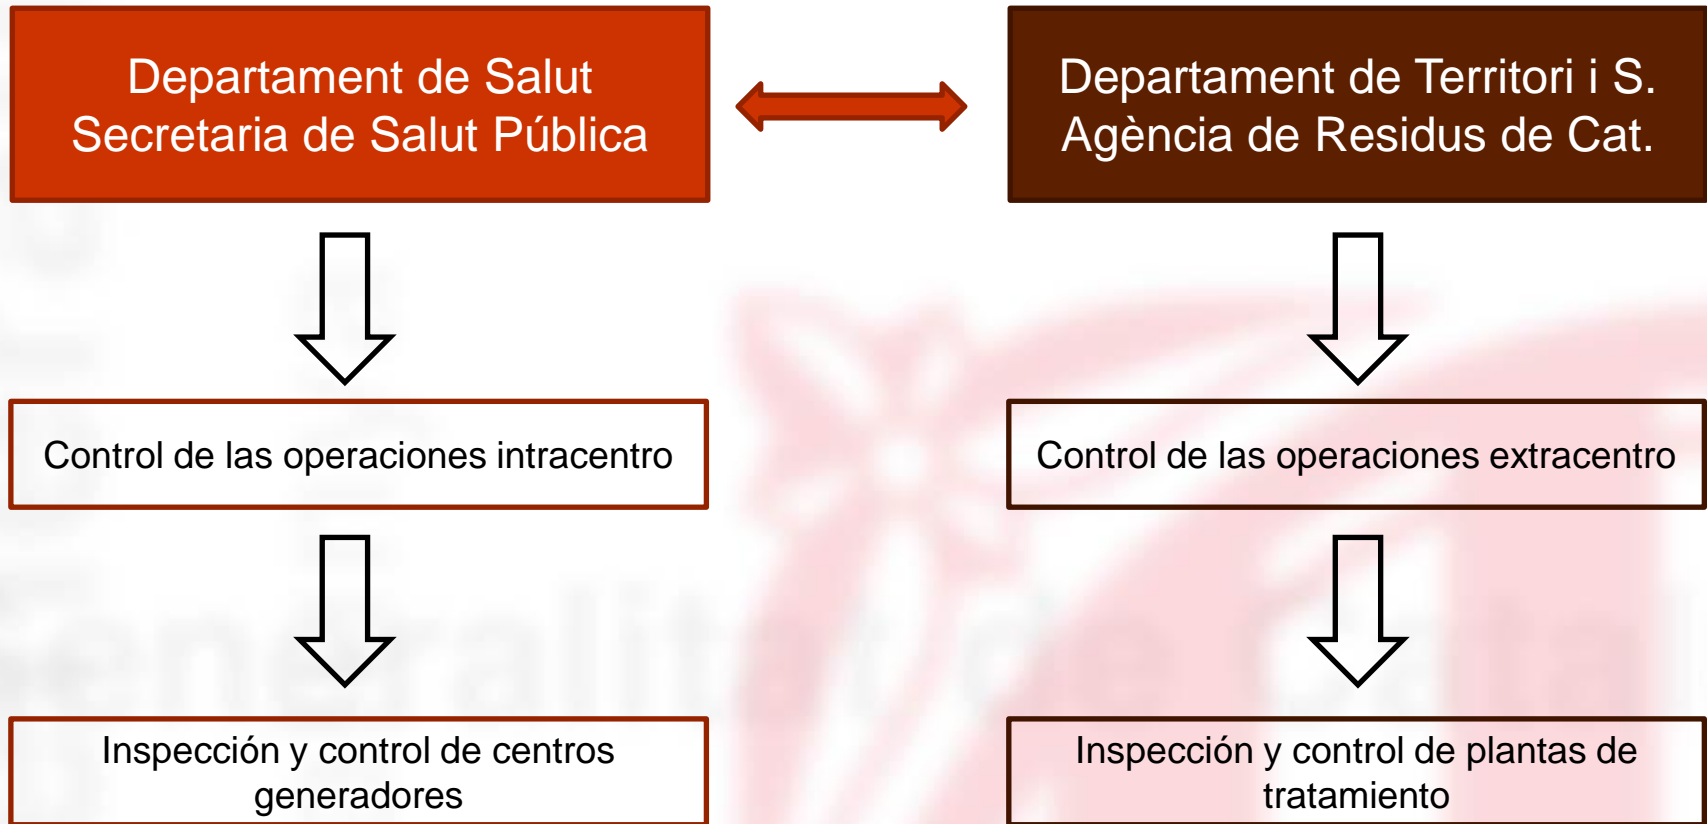 Departament de Salut
Secretaria de Salut Pública
Departament de Territori i S.
Agència de Residus de Cat.
Control de las operaciones intracentro
Control de las operaciones extracentro
Inspección y control de centros
generadores
Inspección y control de plantas de
tratamiento